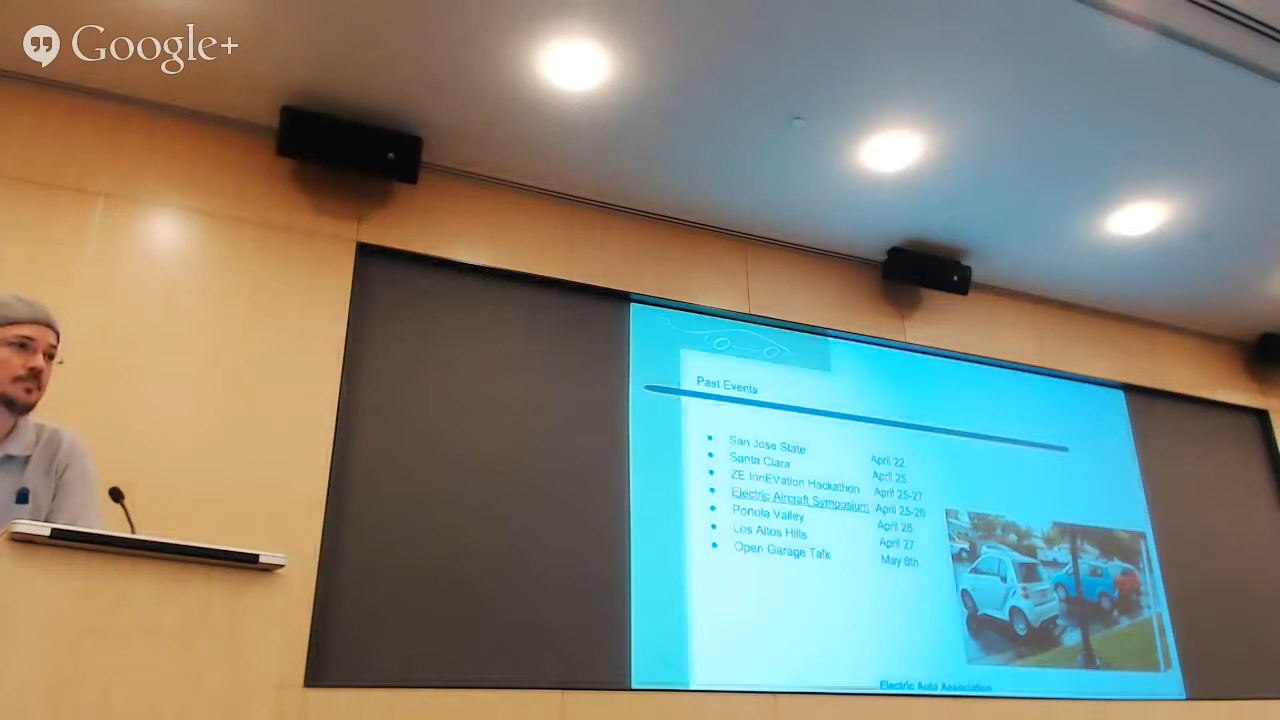 Google+
Past Events
San Jose State April 22
Santa Clara April 25
ZE InnEVation Hackathon April 25-27
Electric Aircraft Symposium April 25-26
Portola Valley April 26
Los Altos Hills April 27
Open Garage Talk May 8th
Electric Auto Association